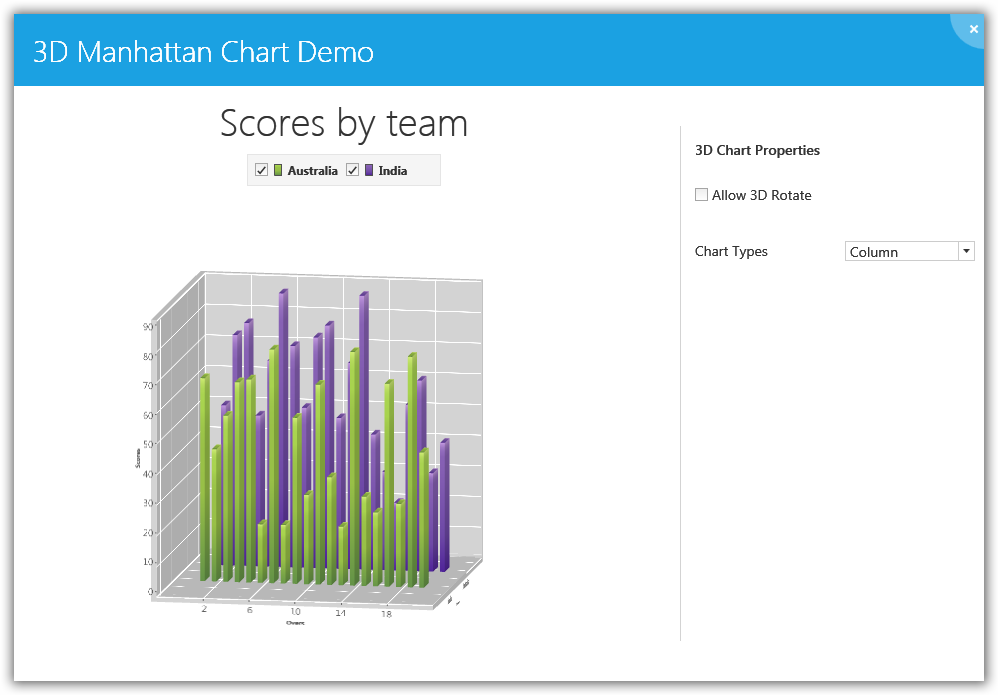 3D Manhattan Chart Demo
Scores by team
Australia India
3D Chart Properties
Allow 3D Rotate
Chart Types Column
90
80
70
60
50
Scores
40
30
20
10
0
2 6 10 14 18